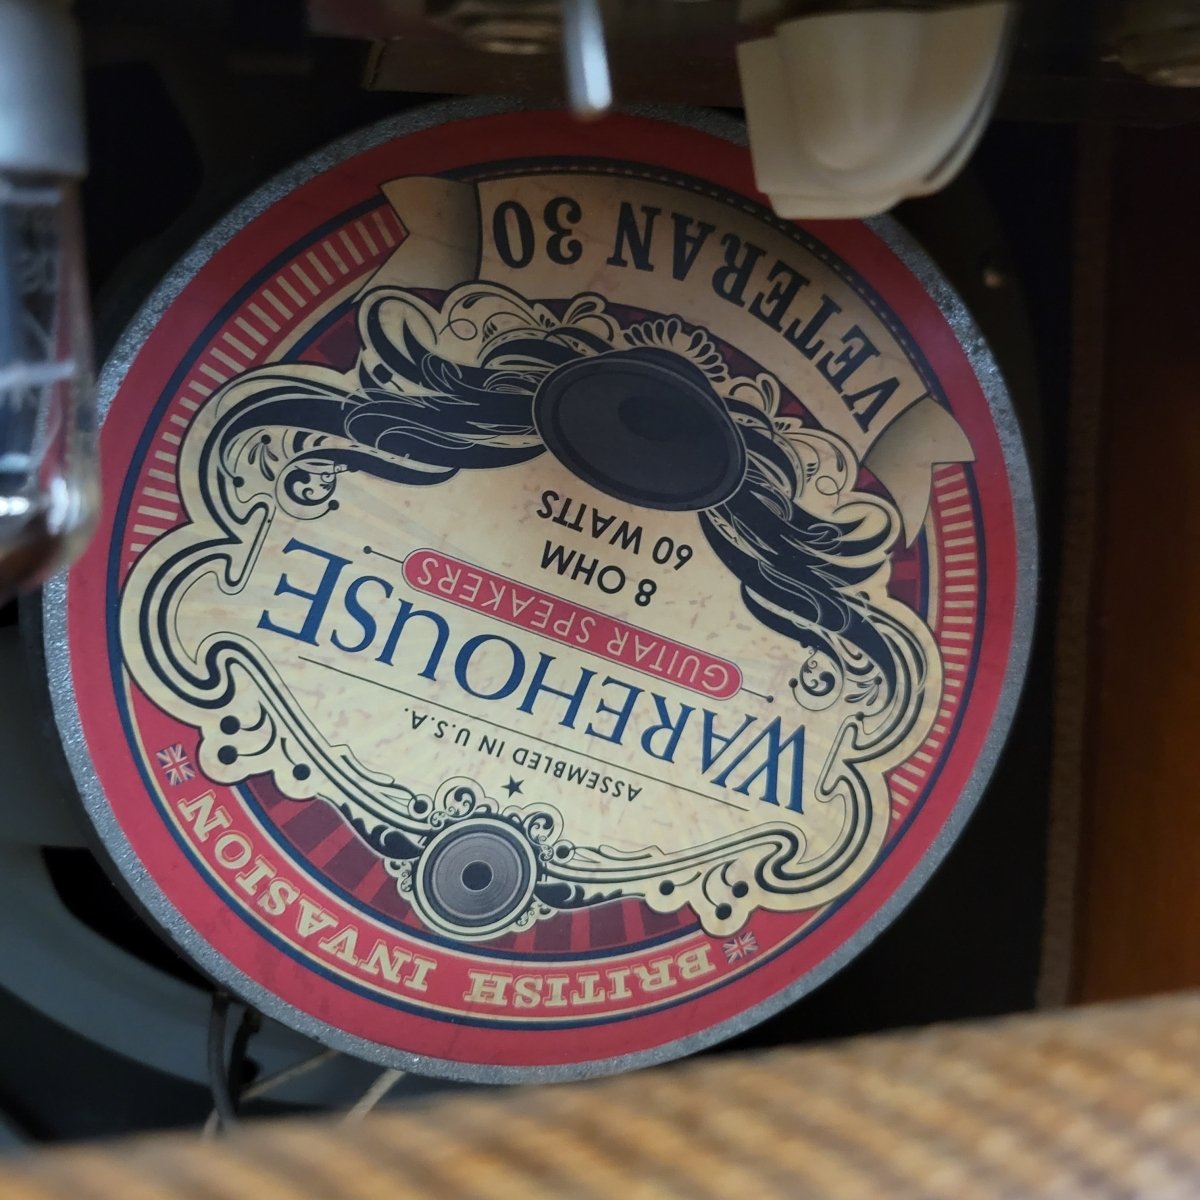 BRITISH INVASION
ASSEMBLED IN U.S.A.
WAREHOUSE
GUITAR SPEAKERS
8 OHM
60 WATTS
VETERAN 30